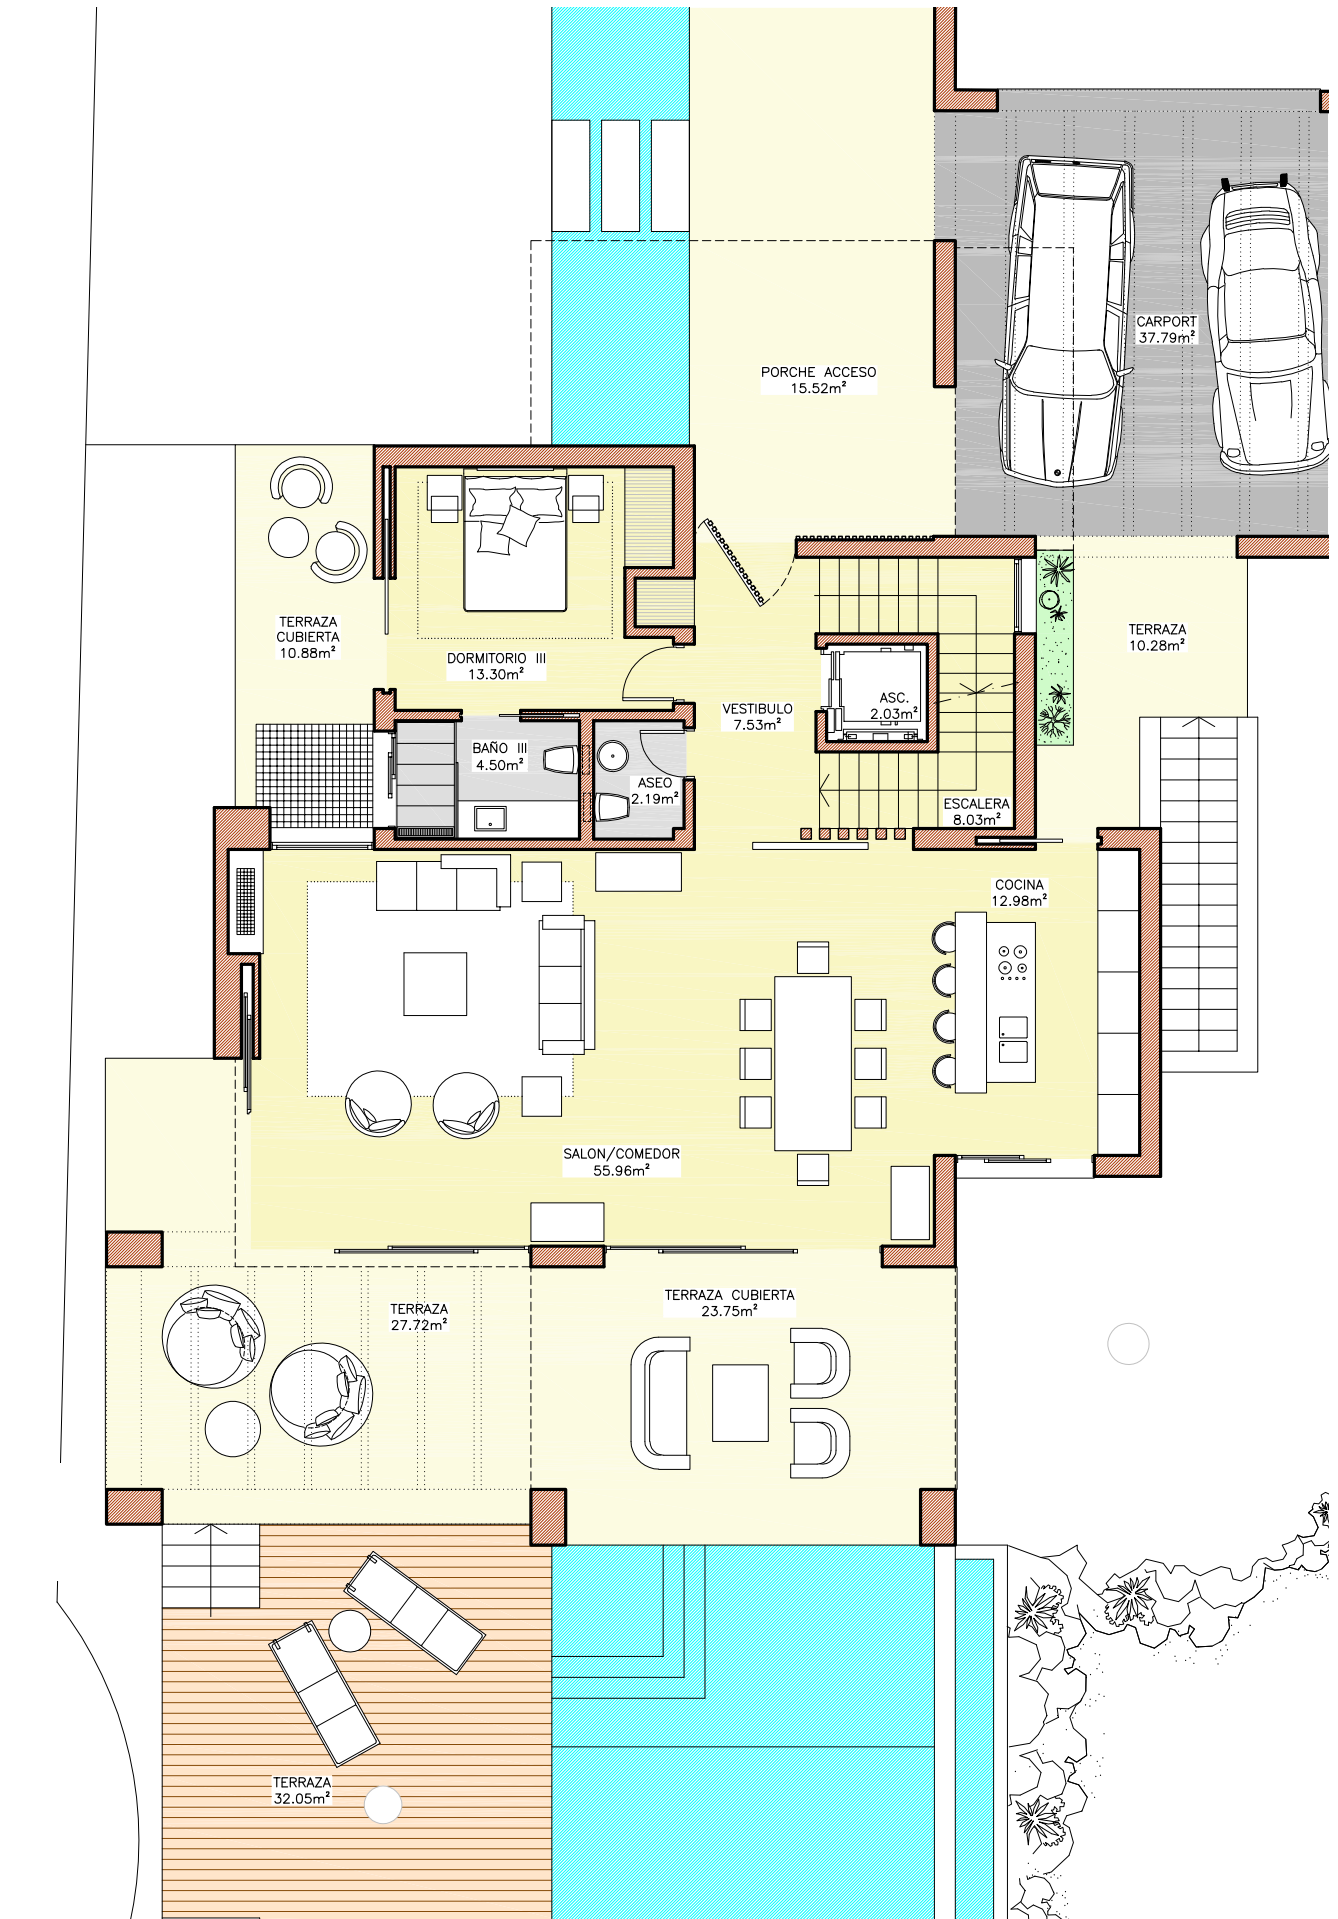 CARPORT
37.79m²
PORCHE ACCESO
15.52m²
TERRAZA
CUBIERTA
10.88m²
TERRAZA
10.28m²
DORMITORIO III
13.30m²
ASC.
2.03m²
VESTIBULO
7.53m²
BAÑO III
4.50m²
ASEO
2.19m²
ESCALERA
8.03m²
COCINA
12.98m²
SALON/COMEDOR
55.96m²
TERRAZA CUBIERTA
23.75m²
TERRAZA
27.72m²
TERRAZA
32.05m²